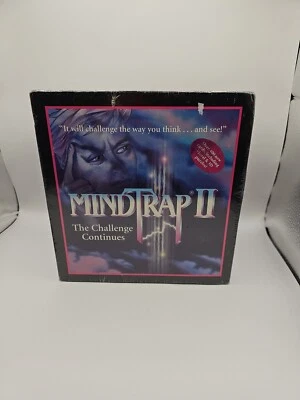 "It will challenge the way you think . . . and see!"
MINDTRAP® II
The Challenge
Continues